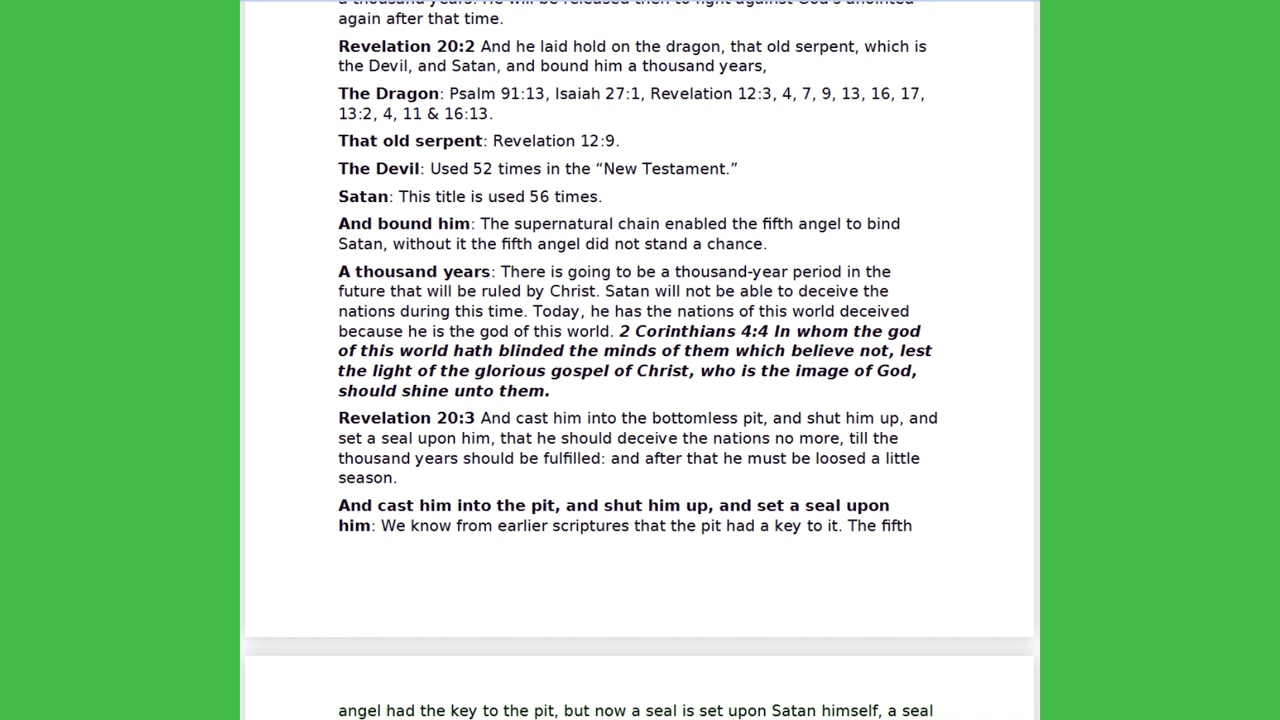 a thousand years. He will be released then to fight against God's anointed
again after that time.
Revelation 20:2 And he laid hold on the dragon, that old serpent, which is
the Devil, and Satan, and bound him a thousand years,
The Dragon: Psalm 91:13, Isaiah 27:1, Revelation 12:3, 4, 7, 9, 13, 16, 17,
13:2, 4, 11 & 16:13.
That old serpent: Revelation 12:9.
The Devil: Used 52 times in the “New Testament.”
Satan: This title is used 56 times.
And bound him: The supernatural chain enabled the fifth angel to bind
Satan, without it the fifth angel did not stand a chance.
A thousand years: There is going to be a thousand-year period in the
future that will be ruled by Christ. Satan will not be able to deceive the
nations during this time. Today, he has the nations of this world deceived
because he is the god of this world. 2 Corinthians 4:4 In whom the god
of this world hath blinded the minds of them which believe not, lest
the light of the glorious gospel of Christ, who is the image of God,
should shine unto them.
Revelation 20:3 And cast him into the bottomless pit, and shut him up, and
set a seal upon him, that he should deceive the nations no more, till the
thousand years should be fulfilled: and after that he must be loosed a little
season.
And cast him into the pit, and shut him up, and set a seal upon
him: We know from earlier scriptures that the pit had a key to it. The fifth
angel had the key to the pit, but now a seal is set upon Satan himself, a seal